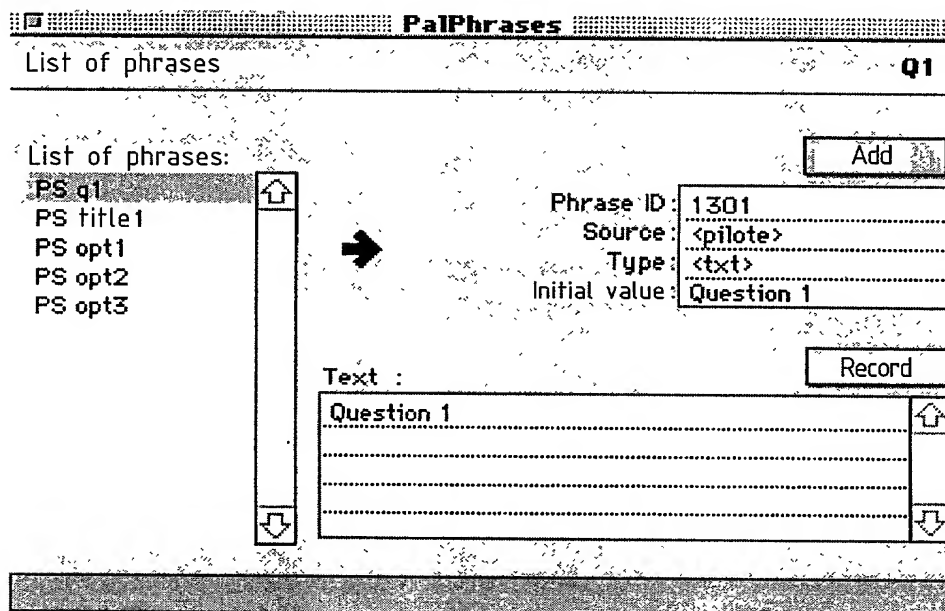 PalPhrases
List of phrases
Q1
List of phrases:
PS q1
PS title1
PS opt1
PS opt2
PS opt3
Add
Phrase ID: 1301
Source: <pilote>
Type: <txt>
Initial value: Question 1
Record
Text :
Question 1